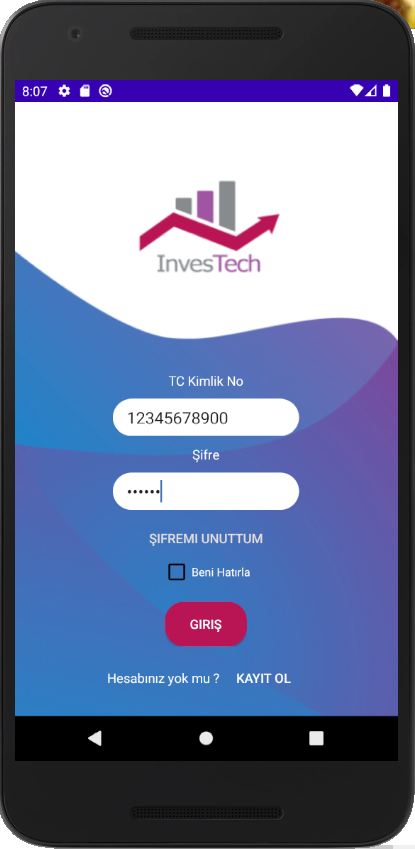 8:07
InvesTech
TC Kimlik No
12345678900
Şifre
••••••
ŞIFREMI UNUTTUM
Beni Hatırla
GIRIŞ
Hesabınız yok mu ? KAYIT OL